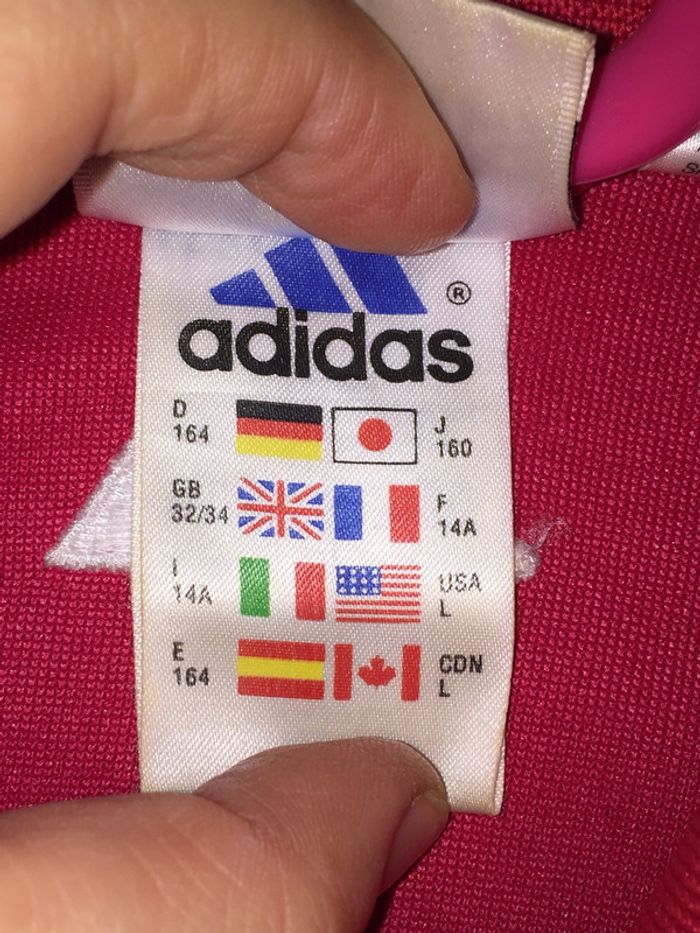 adidas ®
D
164
J
160
GB
32/34
F
14A
I
14A
USA
L
E
164
CDN
L